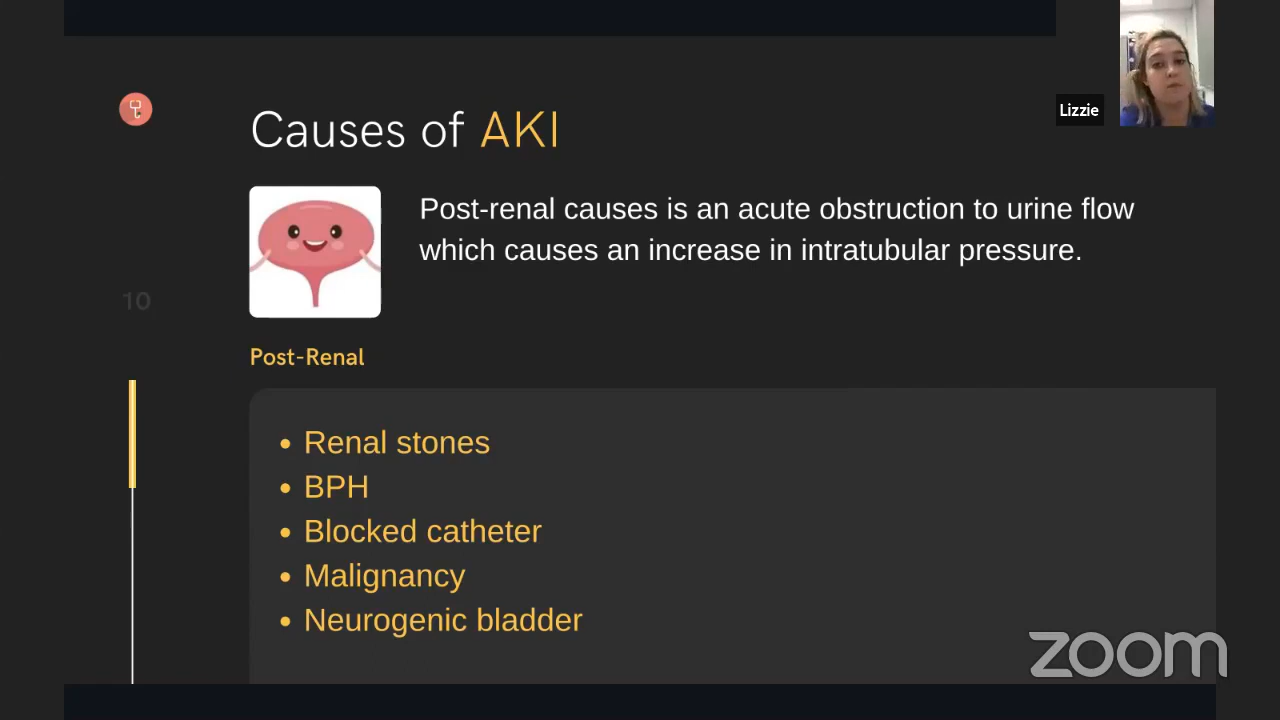 Lizzie
Causes of AKI
Post-renal causes is an acute obstruction to urine flow
which causes an increase in intratubular pressure.
10
Post-Renal
• Renal stones
• BPH
• Blocked catheter
• Malignancy
• Neurogenic bladder
zoom